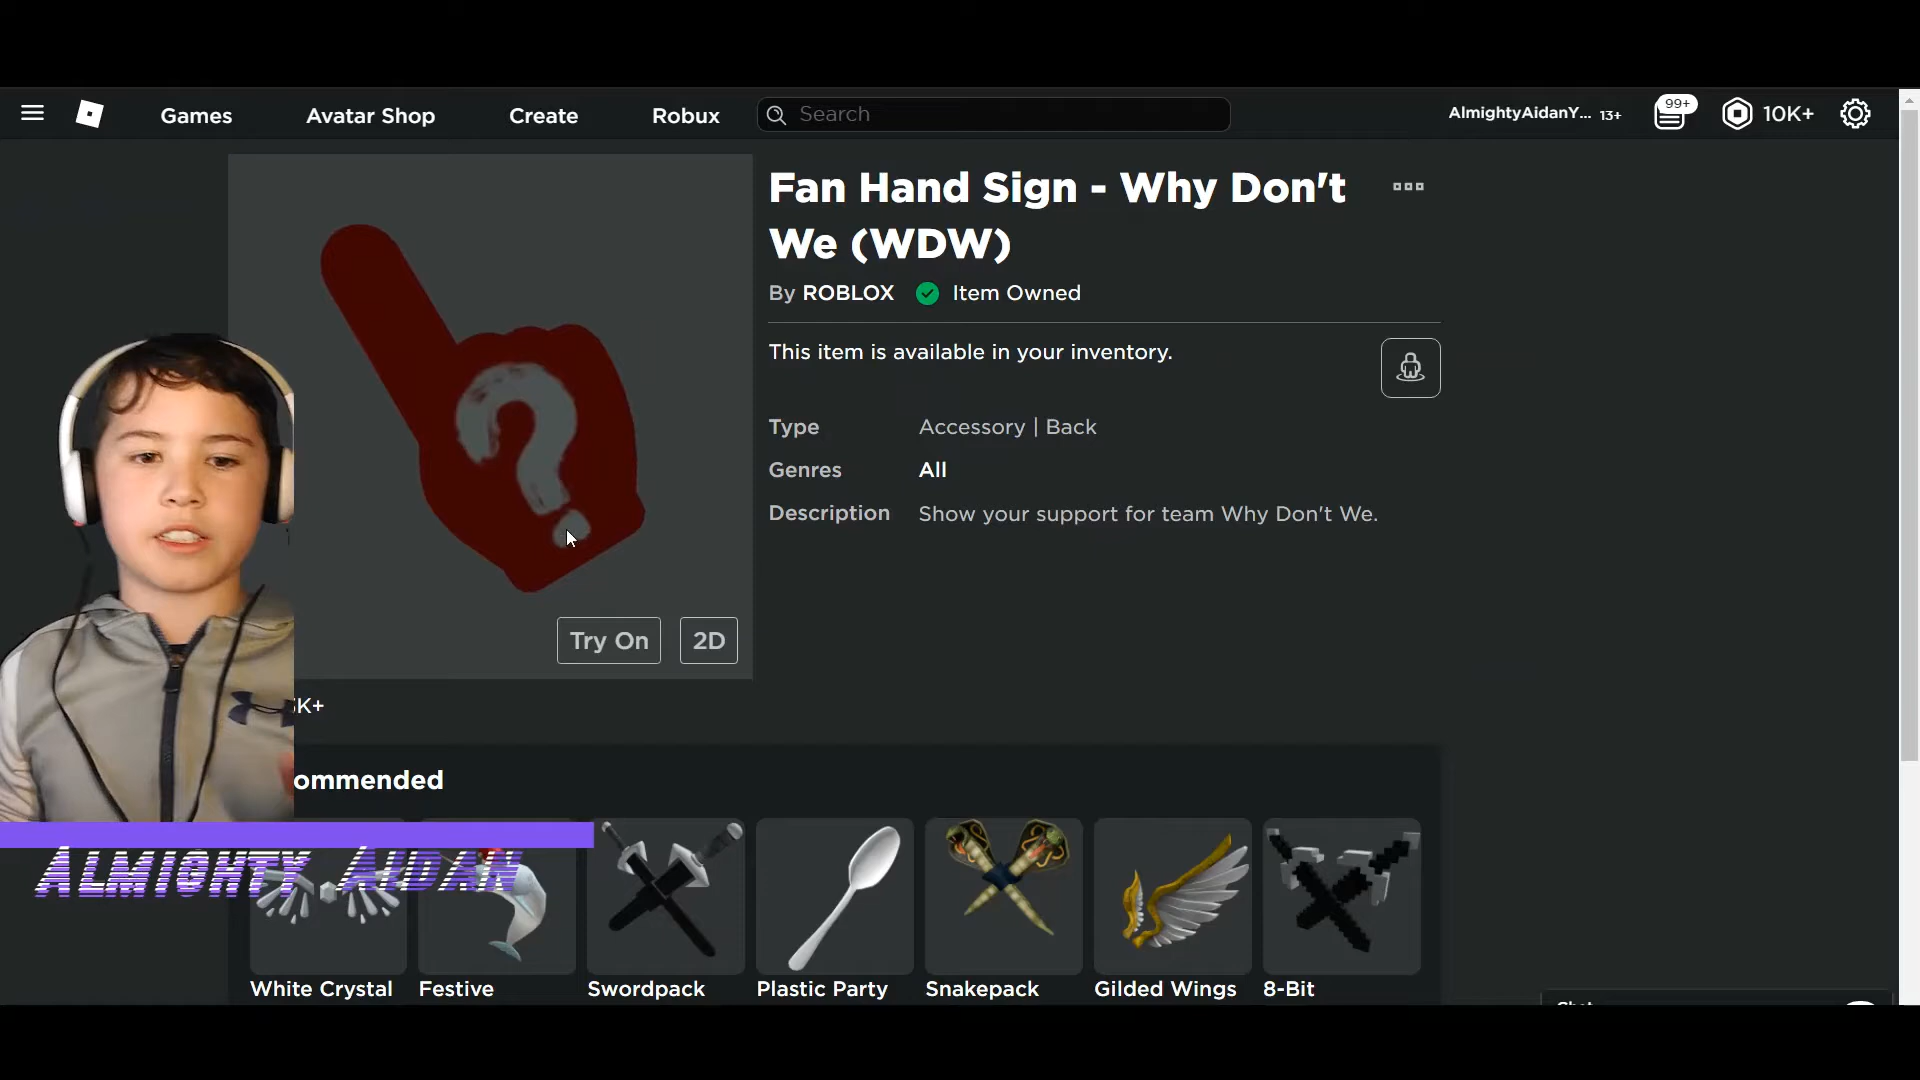 Games Avatar Shop Create Robux Search AlmightyAidanY... 13+ 99+ 10K+
Fan Hand Sign - Why Don't
We (WDW)
By ROBLOX Item Owned
This item is available in your inventory.
Type Accessory | Back
Genres All
Description Show your support for team Why Don't We.
?
Try On 2D
K+
ommended
ALMIGHTY AIDAN
White Crystal Festive Swordpack Plastic Party Snakepack Gilded Wings 8-Bit